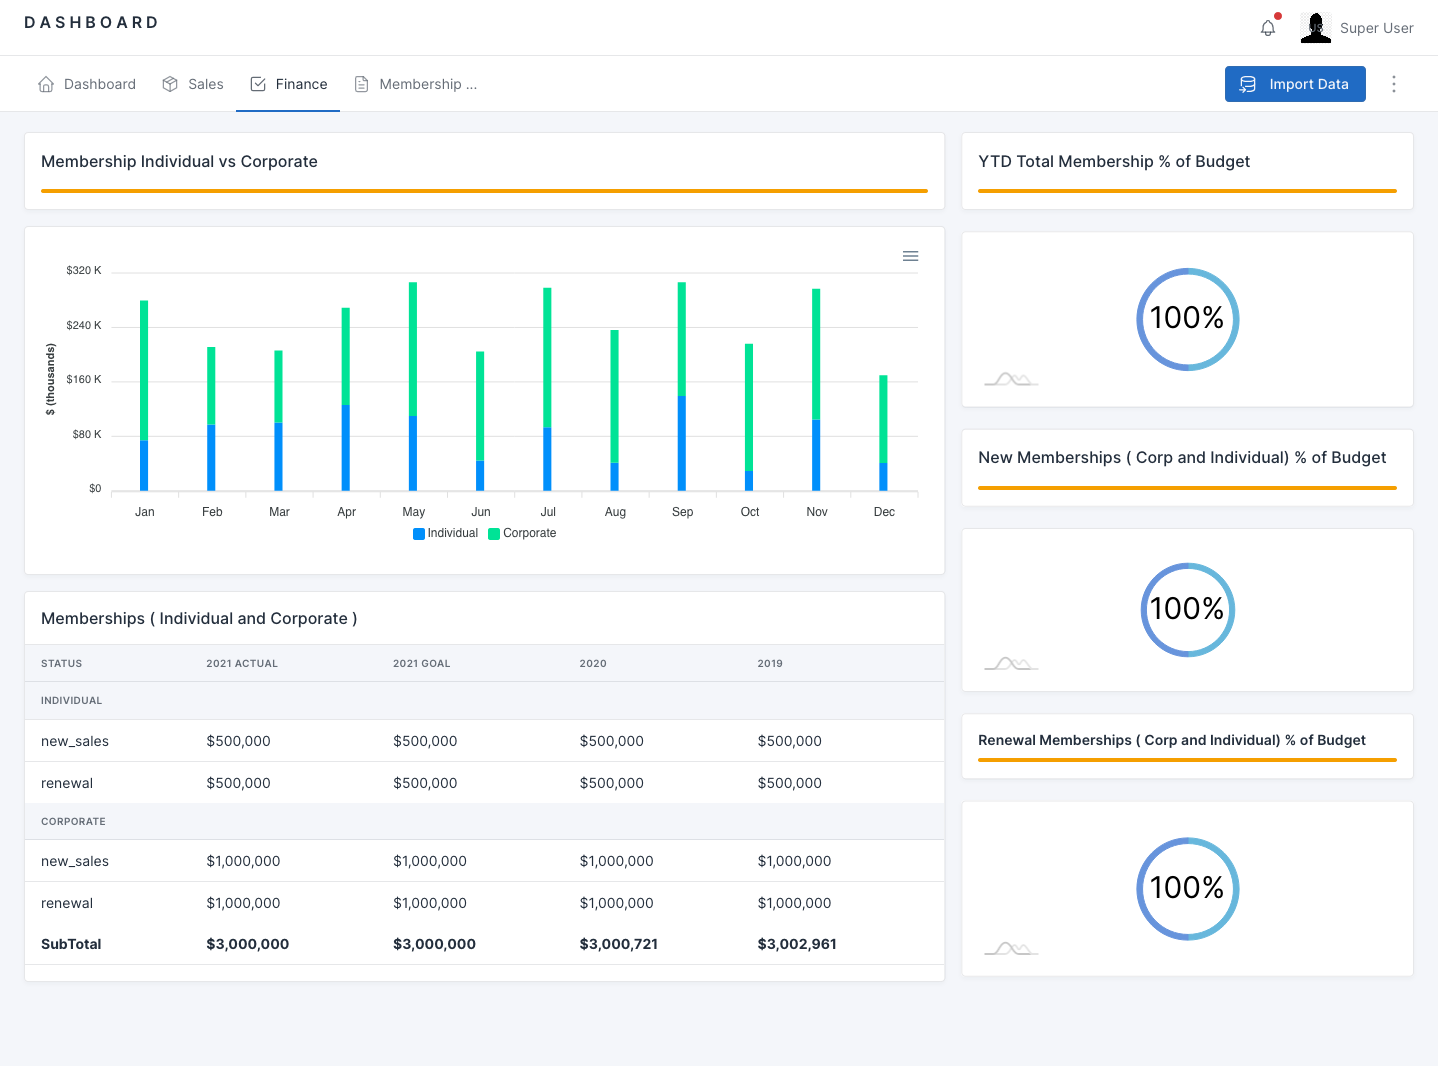 DASHBOARD
Super User
Dashboard
Sales
Finance
Membership ...
Import Data
Membership Individual vs Corporate
YTD Total Membership % of Budget
$320 K
$240 K
$160 K
$80 K
$0
$ (thousands)
Jan Feb Mar Apr May Jun Jul Aug Sep Oct Nov Dec
Individual Corporate
100%
New Memberships ( Corp and Individual) % of Budget
100%
Renewal Memberships ( Corp and Individual) % of Budget
100%
Memberships ( Individual and Corporate )
STATUS 2021 ACTUAL 2021 GOAL 2020 2019
INDIVIDUAL
new_sales $500,000 $500,000 $500,000 $500,000
renewal $500,000 $500,000 $500,000 $500,000
CORPORATE
new_sales $1,000,000 $1,000,000 $1,000,000 $1,000,000
renewal $1,000,000 $1,000,000 $1,000,000 $1,000,000
SubTotal $3,000,000 $3,000,000 $3,000,721 $3,002,961